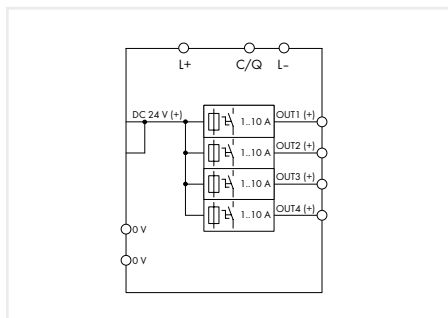 L+ C/Q L–
DC 24 V (+) 1..10 A OUT1 (+)
1..10 A OUT2 (+)
1..10 A OUT3 (+)
1..10 A OUT4 (+)
0 V
0 V